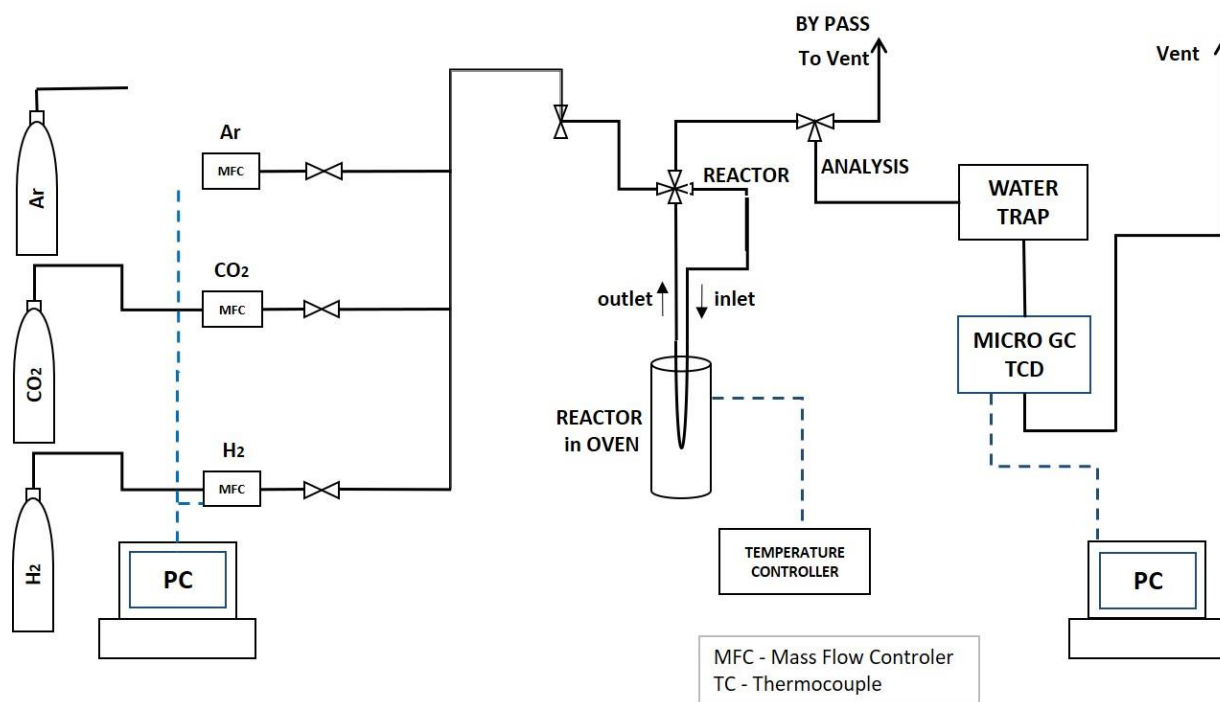 BY PASS
To Vent
Vent
Ar
Ar
MFC
REACTOR
ANALYSIS
WATER
TRAP
CO2
CO2
MFC
outlet
inlet
MICRO GC
TCD
REACTOR
in OVEN
H2
H2
MFC
TEMPERATURE
CONTROLLER
PC
PC
MFC - Mass Flow Controler
TC - Thermocouple